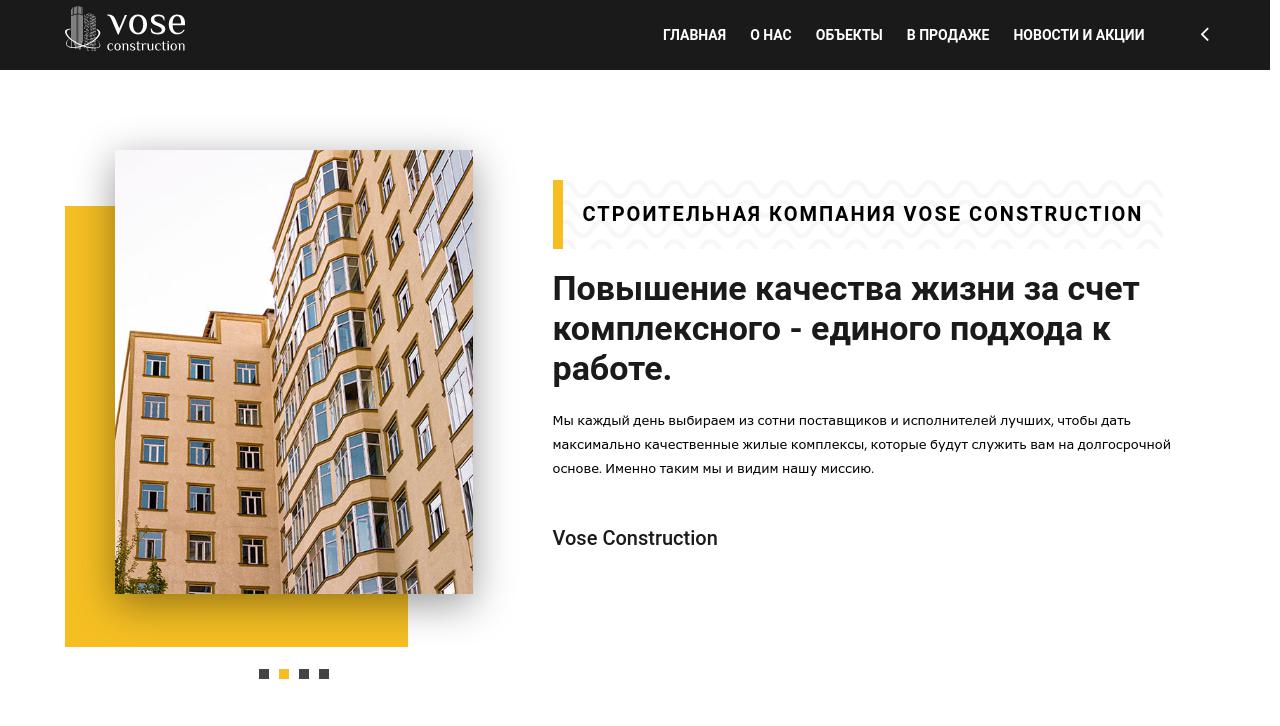 vose
construction
ГЛАВНАЯ О НАС ОБЪЕКТЫ В ПРОДАЖЕ НОВОСТИ И АКЦИИ
СТРОИТЕЛЬНАЯ КОМПАНИЯ VOSE CONSTRUCTION
Повышение качества жизни за счет
комплексного - единого подхода к
работе.
Мы каждый день выбираем из сотни поставщиков и исполнителей лучших, чтобы дать
максимально качественные жилые комплексы, которые будут служить вам на долгосрочной
основе. Именно таким мы и видим нашу миссию.
Vose Construction